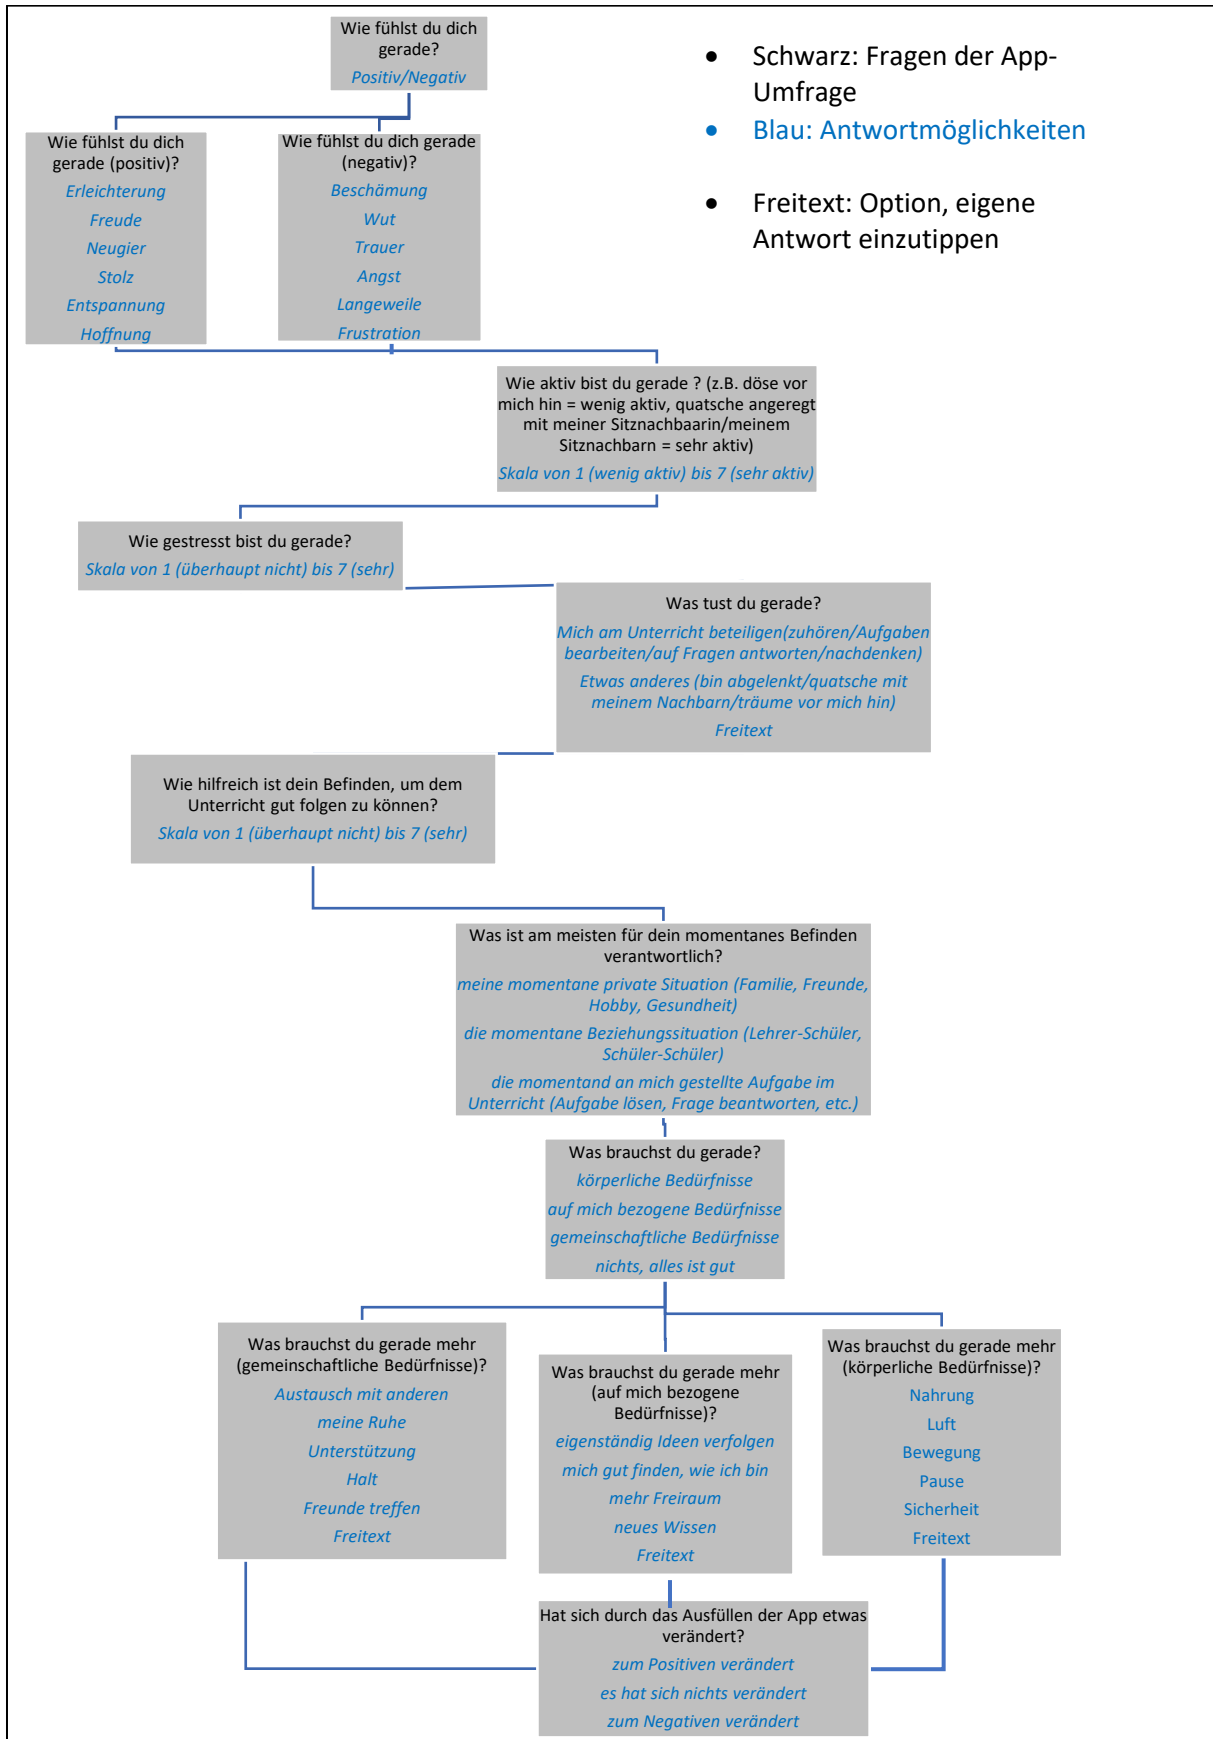 Wie fühlst du dich
gerade?
Positiv/Negativ
• Schwarz: Fragen der App-
Umfrage
• Blau: Antwortmöglichkeiten
• Freitext: Option, eigene
Antwort einzutippen
Wie fühlst du dich
gerade (positiv)?
Erleichterung
Freude
Neugier
Stolz
Entspannung
Hoffnung
Wie fühlst du dich gerade
(negativ)?
Beschämung
Wut
Trauer
Angst
Langeweile
Frustration
Wie aktiv bist du gerade ? (z.B. döse vor
mich hin = wenig aktiv, quatsche angeregt
mit meiner Sitznachbaarin/meinem
Sitznachbarn = sehr aktiv)
Skala von 1 (wenig aktiv) bis 7 (sehr aktiv)
Wie gestresst bist du gerade?
Skala von 1 (überhaupt nicht) bis 7 (sehr)
Was tust du gerade?
Mich am Unterricht beteiligen(zuhören/Aufgaben
bearbeiten/auf Fragen antworten/nachdenken)
Etwas anderes (bin abgelenkt/quatsche mit
meinem Nachbarn/träume vor mich hin)
Freitext
Wie hilfreich ist dein Befinden, um dem
Unterricht gut folgen zu können?
Skala von 1 (überhaupt nicht) bis 7 (sehr)
Was ist am meisten für dein momentanes Befinden
verantwortlich?
meine momentane private Situation (Familie, Freunde,
Hobby, Gesundheit)
die momentane Beziehungssituation (Lehrer-Schüler,
Schüler-Schüler)
die momentand an mich gestellte Aufgabe im
Unterricht (Aufgabe lösen, Frage beantworten, etc.)
Was brauchst du gerade?
körperliche Bedürfnisse
auf mich bezogene Bedürfnisse
gemeinschaftliche Bedürfnisse
nichts, alles ist gut
Was brauchst du gerade mehr
(gemeinschaftliche Bedürfnisse)?
Austausch mit anderen
meine Ruhe
Unterstützung
Halt
Freunde treffen
Freitext
Was brauchst du gerade mehr
(auf mich bezogene
Bedürfnisse)?
eigenständig Ideen verfolgen
mich gut finden, wie ich bin
mehr Freiraum
neues Wissen
Freitext
Was brauchst du gerade mehr
(körperliche Bedürfnisse)?
Nahrung
Luft
Bewegung
Pause
Sicherheit
Freitext
Hat sich durch das Ausfüllen der App etwas
verändert?
zum Positiven verändert
es hat sich nichts verändert
zum Negativen verändert